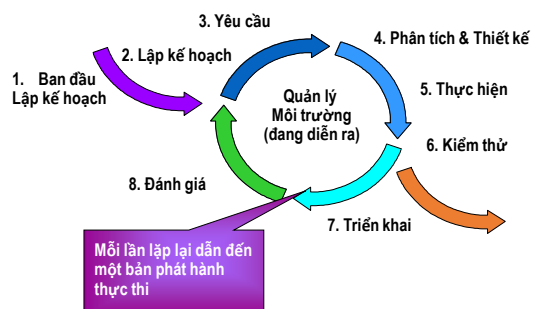 3. Yêu cầu
2. Lập kế hoạch
4. Phân tích & Thiết kế
1. Ban đầu
Lập kế hoạch
Quản lý
Môi trường
(đang diễn ra)
5. Thực hiện
6. Kiểm thử
8. Đánh giá
7. Triển khai
Mỗi lần lặp lại dẫn đến
một bản phát hành
thực thi